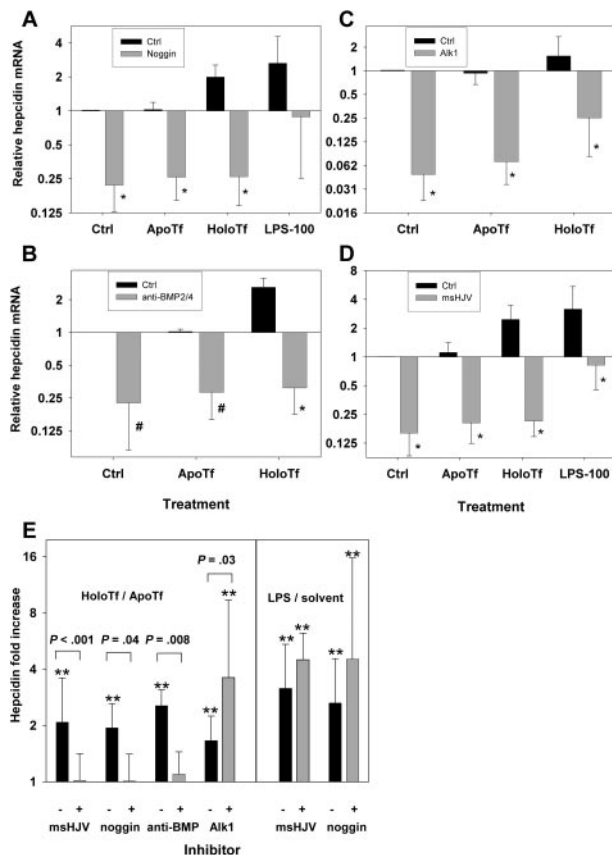 A
Relative hepcidin mRNA
4
2
1
0.5
0.25
0.125
Ctrl
Noggin
*
*
*
Ctrl
ApoTf
HoloTf
LPS-100
C
2
1
0.5
0.25
0.125
0.062
0.031
0.016
Ctrl
Alk1
*
*
*
Ctrl
ApoTf
HoloTf
B
Relative hepcidin mRNA
2
1
0.5
0.25
0.125
Ctrl
anti-BMP2/4
#
#
*
Ctrl
ApoTf
HoloTf
Treatment
D
8
4
2
1
0.5
0.25
0.125
Ctrl
msHJV
*
*
*
*
Ctrl
ApoTf
HoloTf
LPS-100
Treatment
E
Hepcidin fold increase
16
8
4
2
1
HoloTf / ApoTf
P < .001
P = .04
P = .008
P = .03
**
**
**
**
**
LPS / solvent
**
**
**
**
- + - + - + - + - + - +
msHJV noggin anti-BMP Alk1 msHJV noggin
Inhibitor